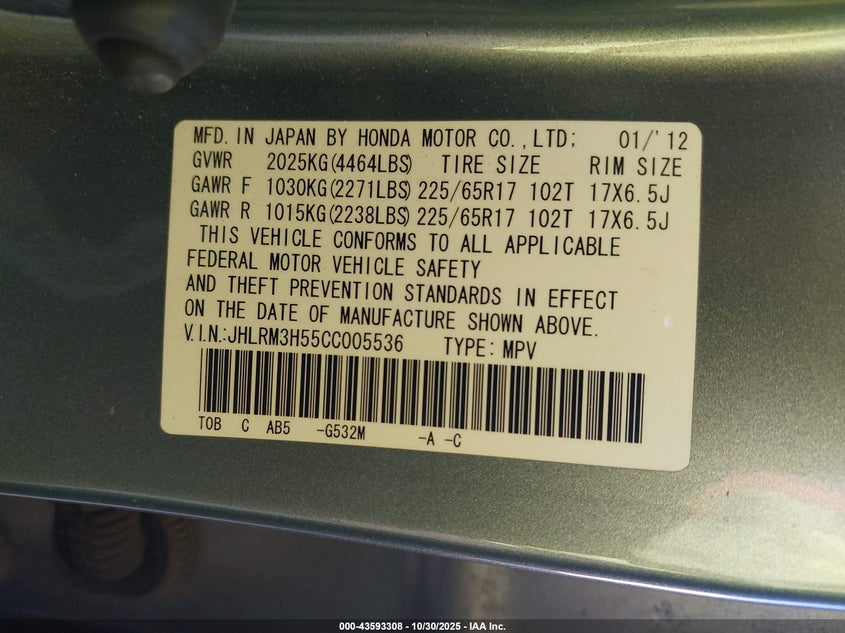 MFD. IN JAPAN BY HONDA MOTOR CO.,LTD; 01/'12
GVWR 2025KG(4464LBS) TIRE SIZE RIM SIZE
GAWR F 1030KG(2271LBS) 225/65R17 102T 17X6.5J
GAWR R 1015KG(2238LBS) 225/65R17 102T 17X6.5J
THIS VEHICLE CONFORMS TO ALL APPLICABLE
FEDERAL MOTOR VEHICLE SAFETY
AND THEFT PREVENTION STANDARDS IN EFFECT
ON THE DATE OF MANUFACTURE SHOWN ABOVE.
V.I.N.:JHLRM3H55CC005536 TYPE: MPV
TOB C AB5 -G532M -A -C
000-43593308 - 10/30/2025 - IAA Inc.